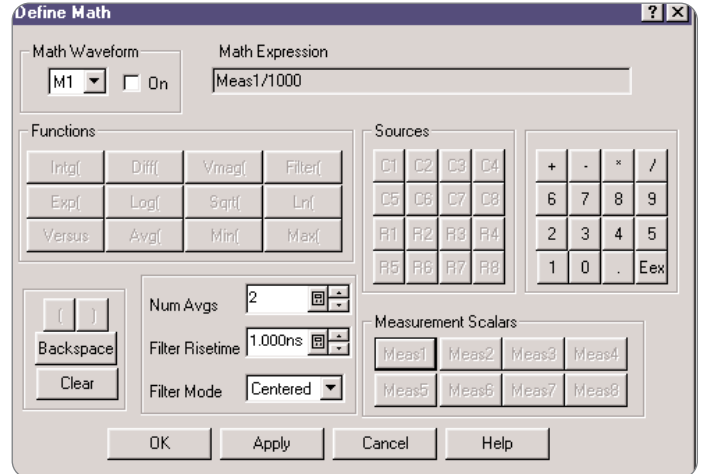 Define Math
? X
Math Waveform
M1
On
Math Expression
Meas1/1000
Functions
Intg( Diff( Vmag( Filter(
Exp( Log( Sqrt( Ln(
Versus Avg( Min( Max(
Sources
C1 C2 C3 C4
C5 C6 C7 C8
R1 R2 R3 R4
R5 R6 R7 R8
+ - * /
6 7 8 9
2 3 4 5
1 0 . Eex
( )
Backspace
Clear
Num Avgs 2
Filter Risetime 1.000ns
Filter Mode Centered
Measurement Scalars
Meas1 Meas2 Meas3 Meas4
Meas5 Meas6 Meas7 Meas8
OK Apply Cancel Help